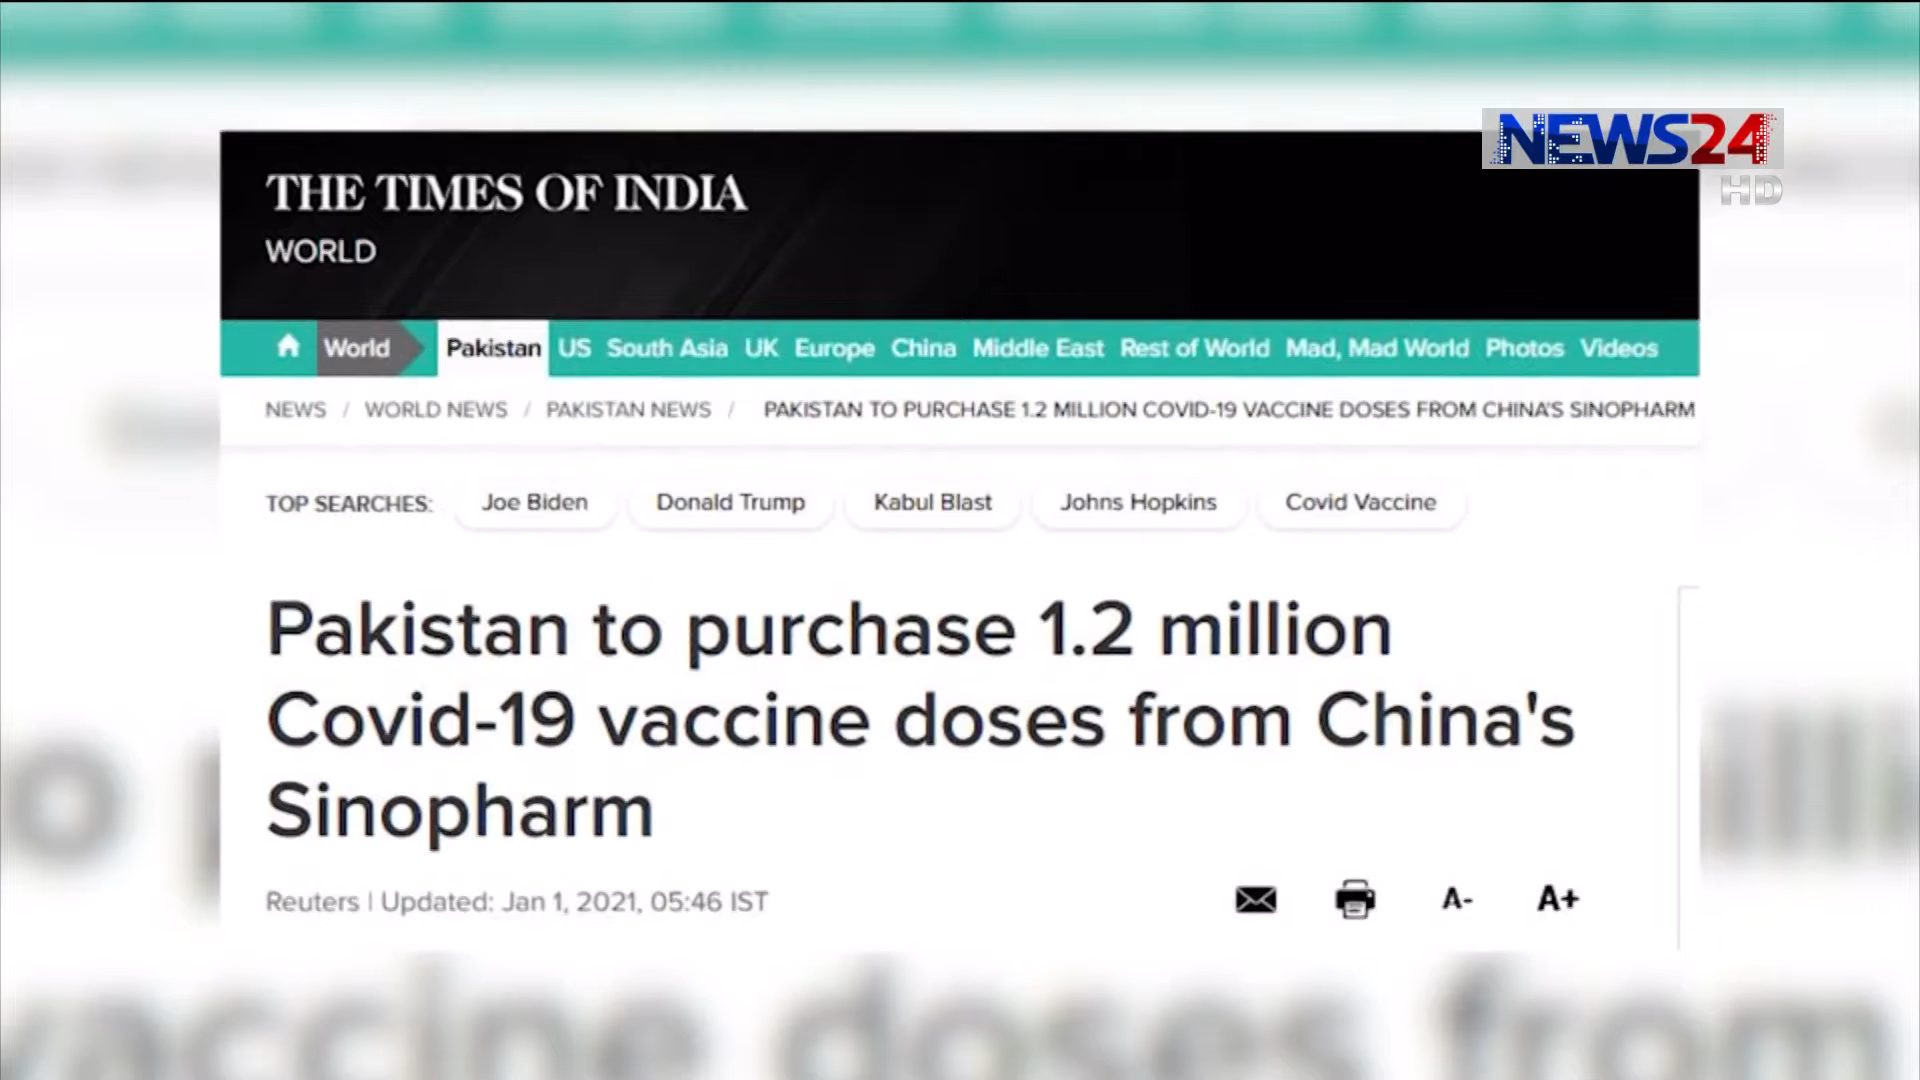 NEWS24
HD
THE TIMES OF INDIA
WORLD
World Pakistan US South Asia UK Europe China Middle East Rest of World Mad, Mad World Photos Videos
NEWS / WORLD NEWS / PAKISTAN NEWS / PAKISTAN TO PURCHASE 1.2 MILLION COVID-19 VACCINE DOSES FROM CHINA'S SINOPHARM
TOP SEARCHES: Joe Biden Donald Trump Kabul Blast Johns Hopkins Covid Vaccine
Pakistan to purchase 1.2 million
Covid-19 vaccine doses from China's
Sinopharm
Reuters | Updated: Jan 1, 2021, 05:46 IST A- A+
vaccine doses from